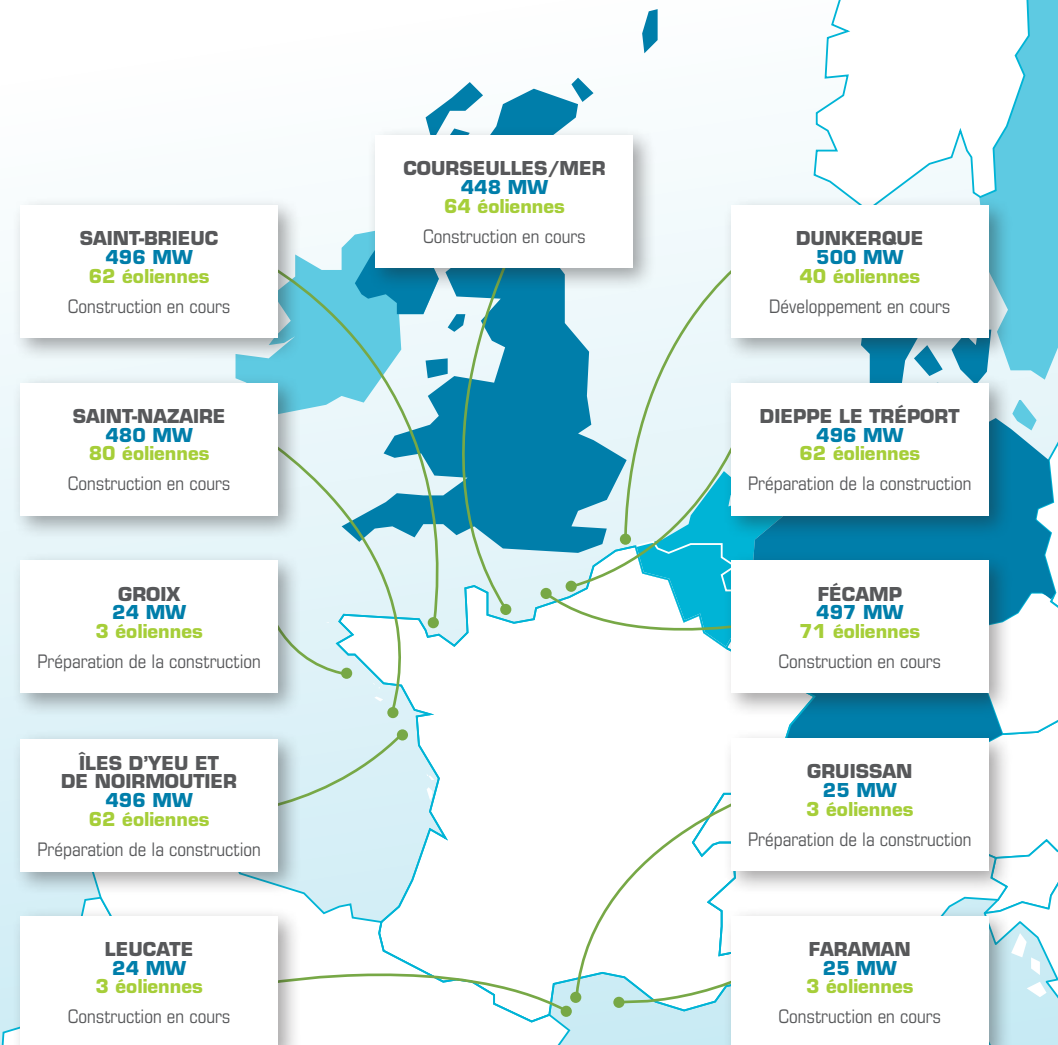 COURSEULLES/MER
448 MW
64 éoliennes
Construction en cours
SAINT-BRIEUC
496 MW
62 éoliennes
Construction en cours
DUNKERQUE
500 MW
40 éoliennes
Développement en cours
SAINT-NAZAIRE
480 MW
80 éoliennes
Construction en cours
DIEPPE LE TRÉPORT
496 MW
62 éoliennes
Préparation de la construction
GROIX
24 MW
3 éoliennes
Préparation de la construction
FÉCAMP
497 MW
71 éoliennes
Construction en cours
ÎLES D'YEU ET
DE NOIRMOUTIER
496 MW
62 éoliennes
Préparation de la construction
GRUISSAN
25 MW
3 éoliennes
Préparation de la construction
LEUCATE
24 MW
3 éoliennes
Construction en cours
FARAMAN
25 MW
3 éoliennes
Construction en cours